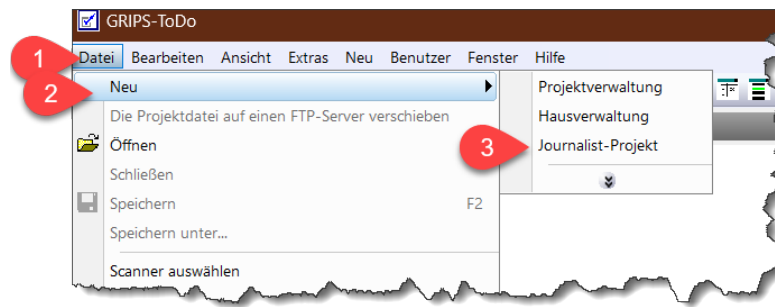 GRIPS-ToDo
1
Datei Bearbeiten Ansicht Extras Neu Benutzer Fenster Hilfe
2
Neu
Projektverwaltung
Die Projektdatei auf einen FTP-Server verschieben
Hausverwaltung
Öffnen
3
Journalist-Projekt
Schließen
Speichern F2
Speichern unter...
Scanner auswählen